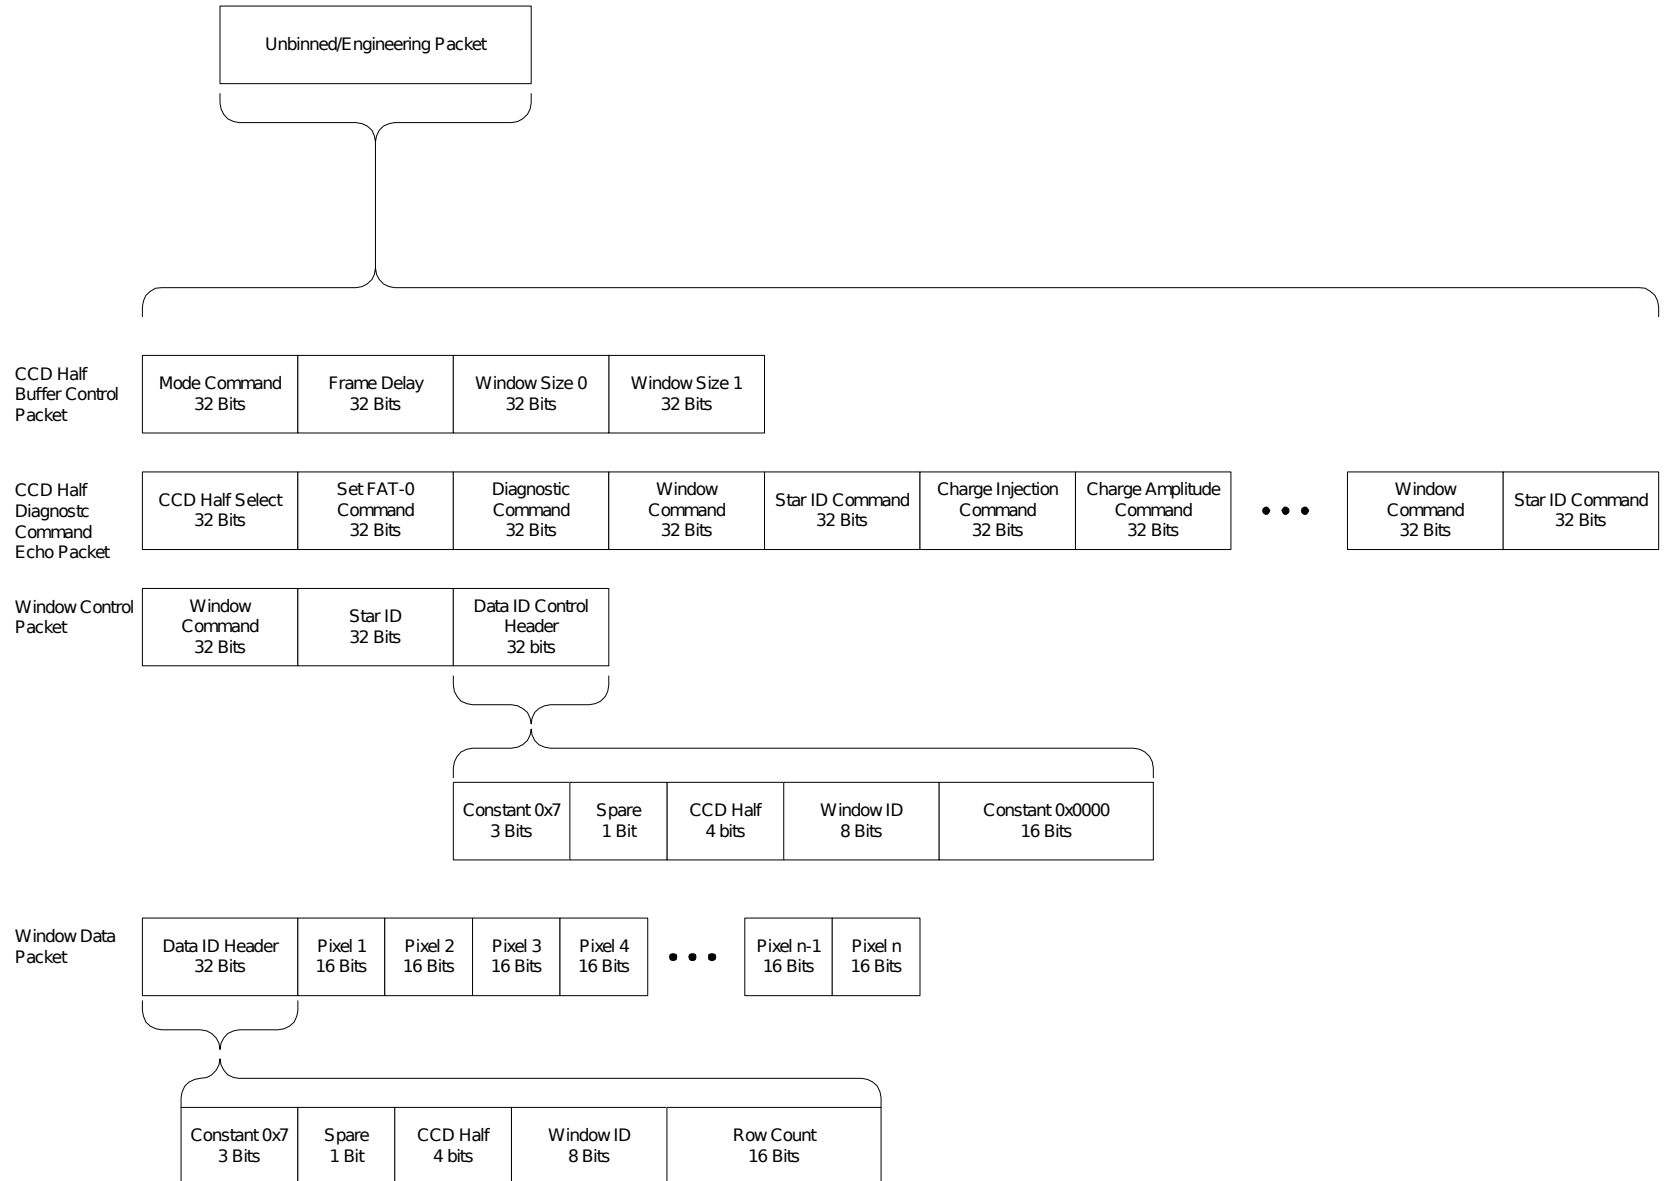 Unbinned/Engineering Packet
CCD Half
Buffer Control
Packet
Mode Command
32 Bits
Frame Delay
32 Bits
Window Size 0
32 Bits
Window Size 1
32 Bits
CCD Half
Diagnostc
Command
Echo Packet
CCD Half Select
32 Bits
Set FAT-0
Command
32 Bits
Diagnostic
Command
32 Bits
Window
Command
32 Bits
Star ID Command
32 Bits
Charge Injection
Command
32 Bits
Charge Amplitude
Command
32 Bits
Window
Command
32 Bits
Star ID Command
32 Bits
Window Control
Packet
Window
Command
32 Bits
Star ID
32 Bits
Data ID Control
Header
32 bits
Constant 0x7
3 Bits
Spare
1 Bit
CCD Half
4 bits
Window ID
8 Bits
Constant 0x0000
16 Bits
Window Data
Packet
Data ID Header
32 Bits
Pixel 1
16 Bits
Pixel 2
16 Bits
Pixel 3
16 Bits
Pixel 4
16 Bits
Pixel n-1
16 Bits
Pixel n
16 Bits
Constant 0x7
3 Bits
Spare
1 Bit
CCD Half
4 bits
Window ID
8 Bits
Row Count
16 Bits